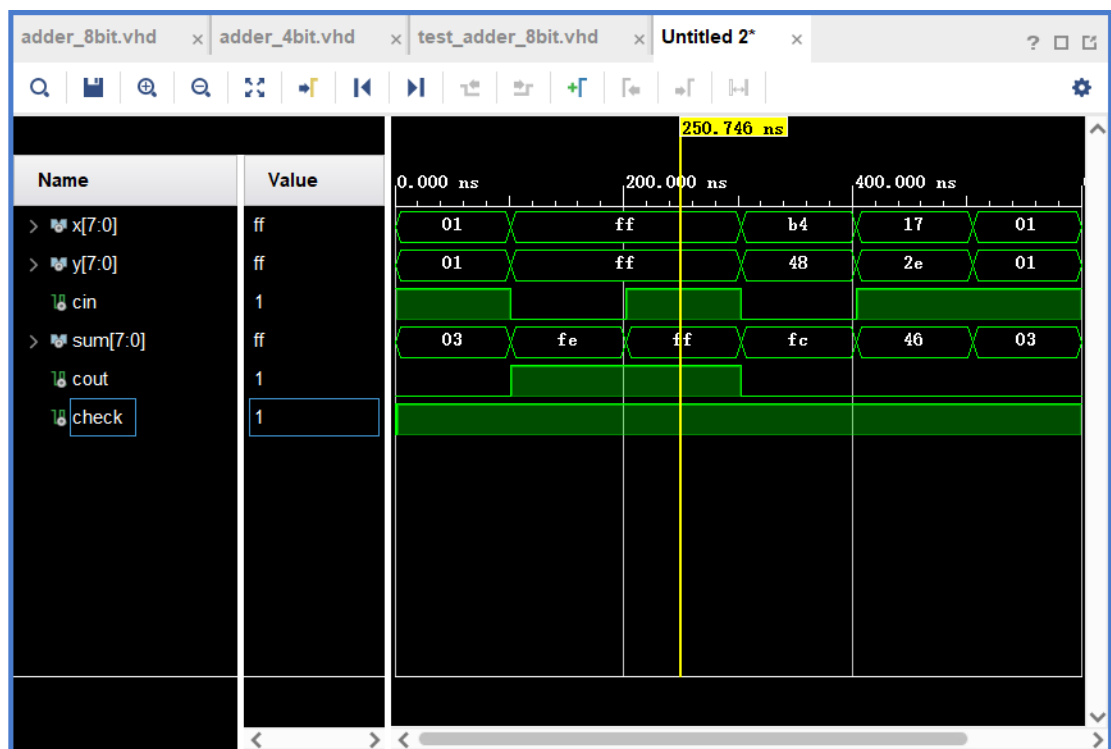 adder_8bit.vhd × adder_4bit.vhd × test_adder_8bit.vhd × Untitled 2* × ?
250.746 ns
Name Value 0.000 ns 200.000 ns 400.000 ns
x[7:0] ff 01 ff b4 17 01
y[7:0] ff 01 ff 48 2e 01
cin 1
sum[7:0] ff 03 fe ff fc 46 03
cout 1
check 1